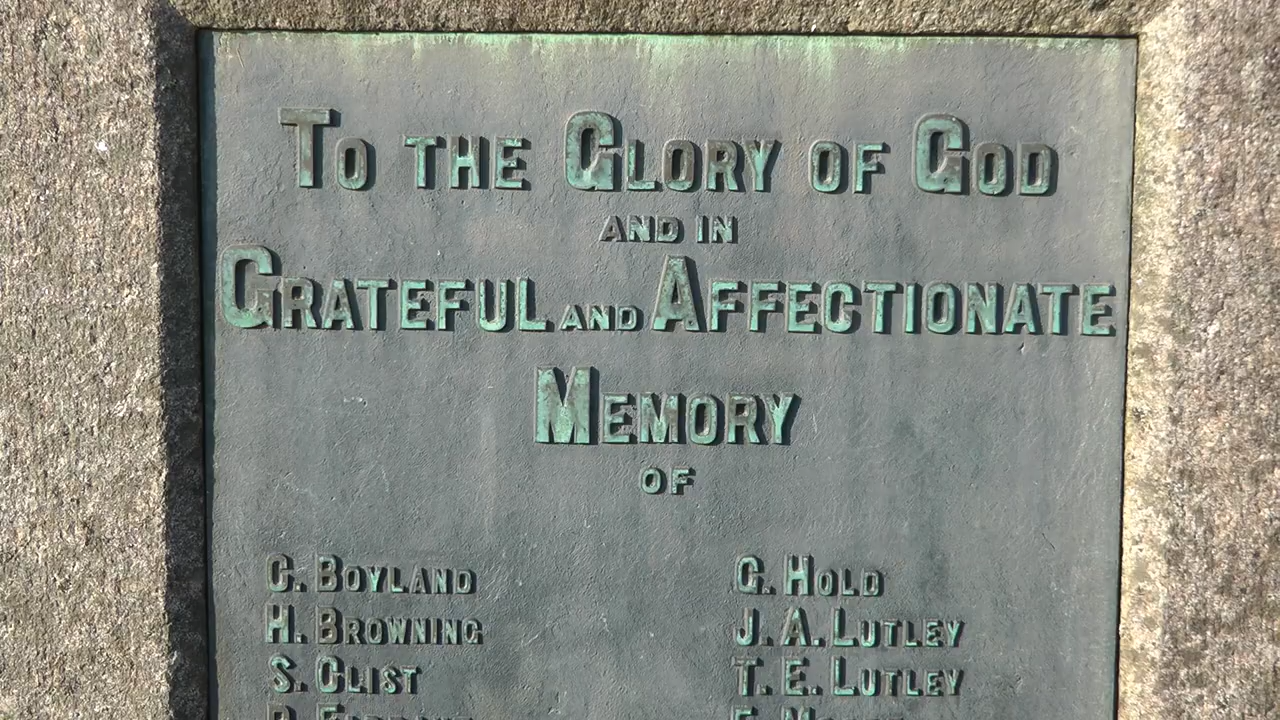 To the Glory of God
and in
Grateful and Affectionate
Memory
of
C. Boyland
H. Browning
S. Clist
G. Hold
J. A. Lutley
T. E. Lutley